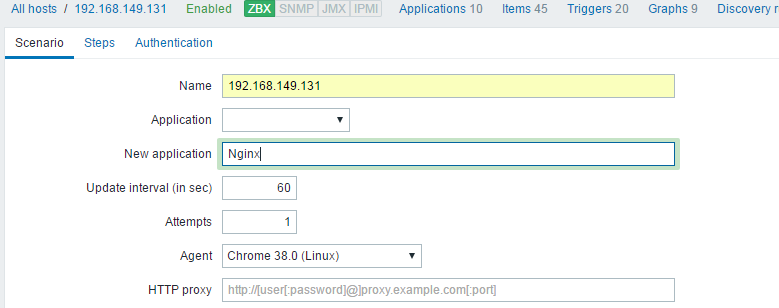 All hosts / 192.168.149.131 Enabled ZBX SNMP JMX IPMI Applications 10 Items 45 Triggers 20 Graphs 9 Discovery r
Scenario Steps Authentication
Name 192.168.149.131
Application
New application Nginx
Update interval (in sec) 60
Attempts 1
Agent Chrome 38.0 (Linux)
HTTP proxy http://[user[:password]@]proxy.example.com[:port]